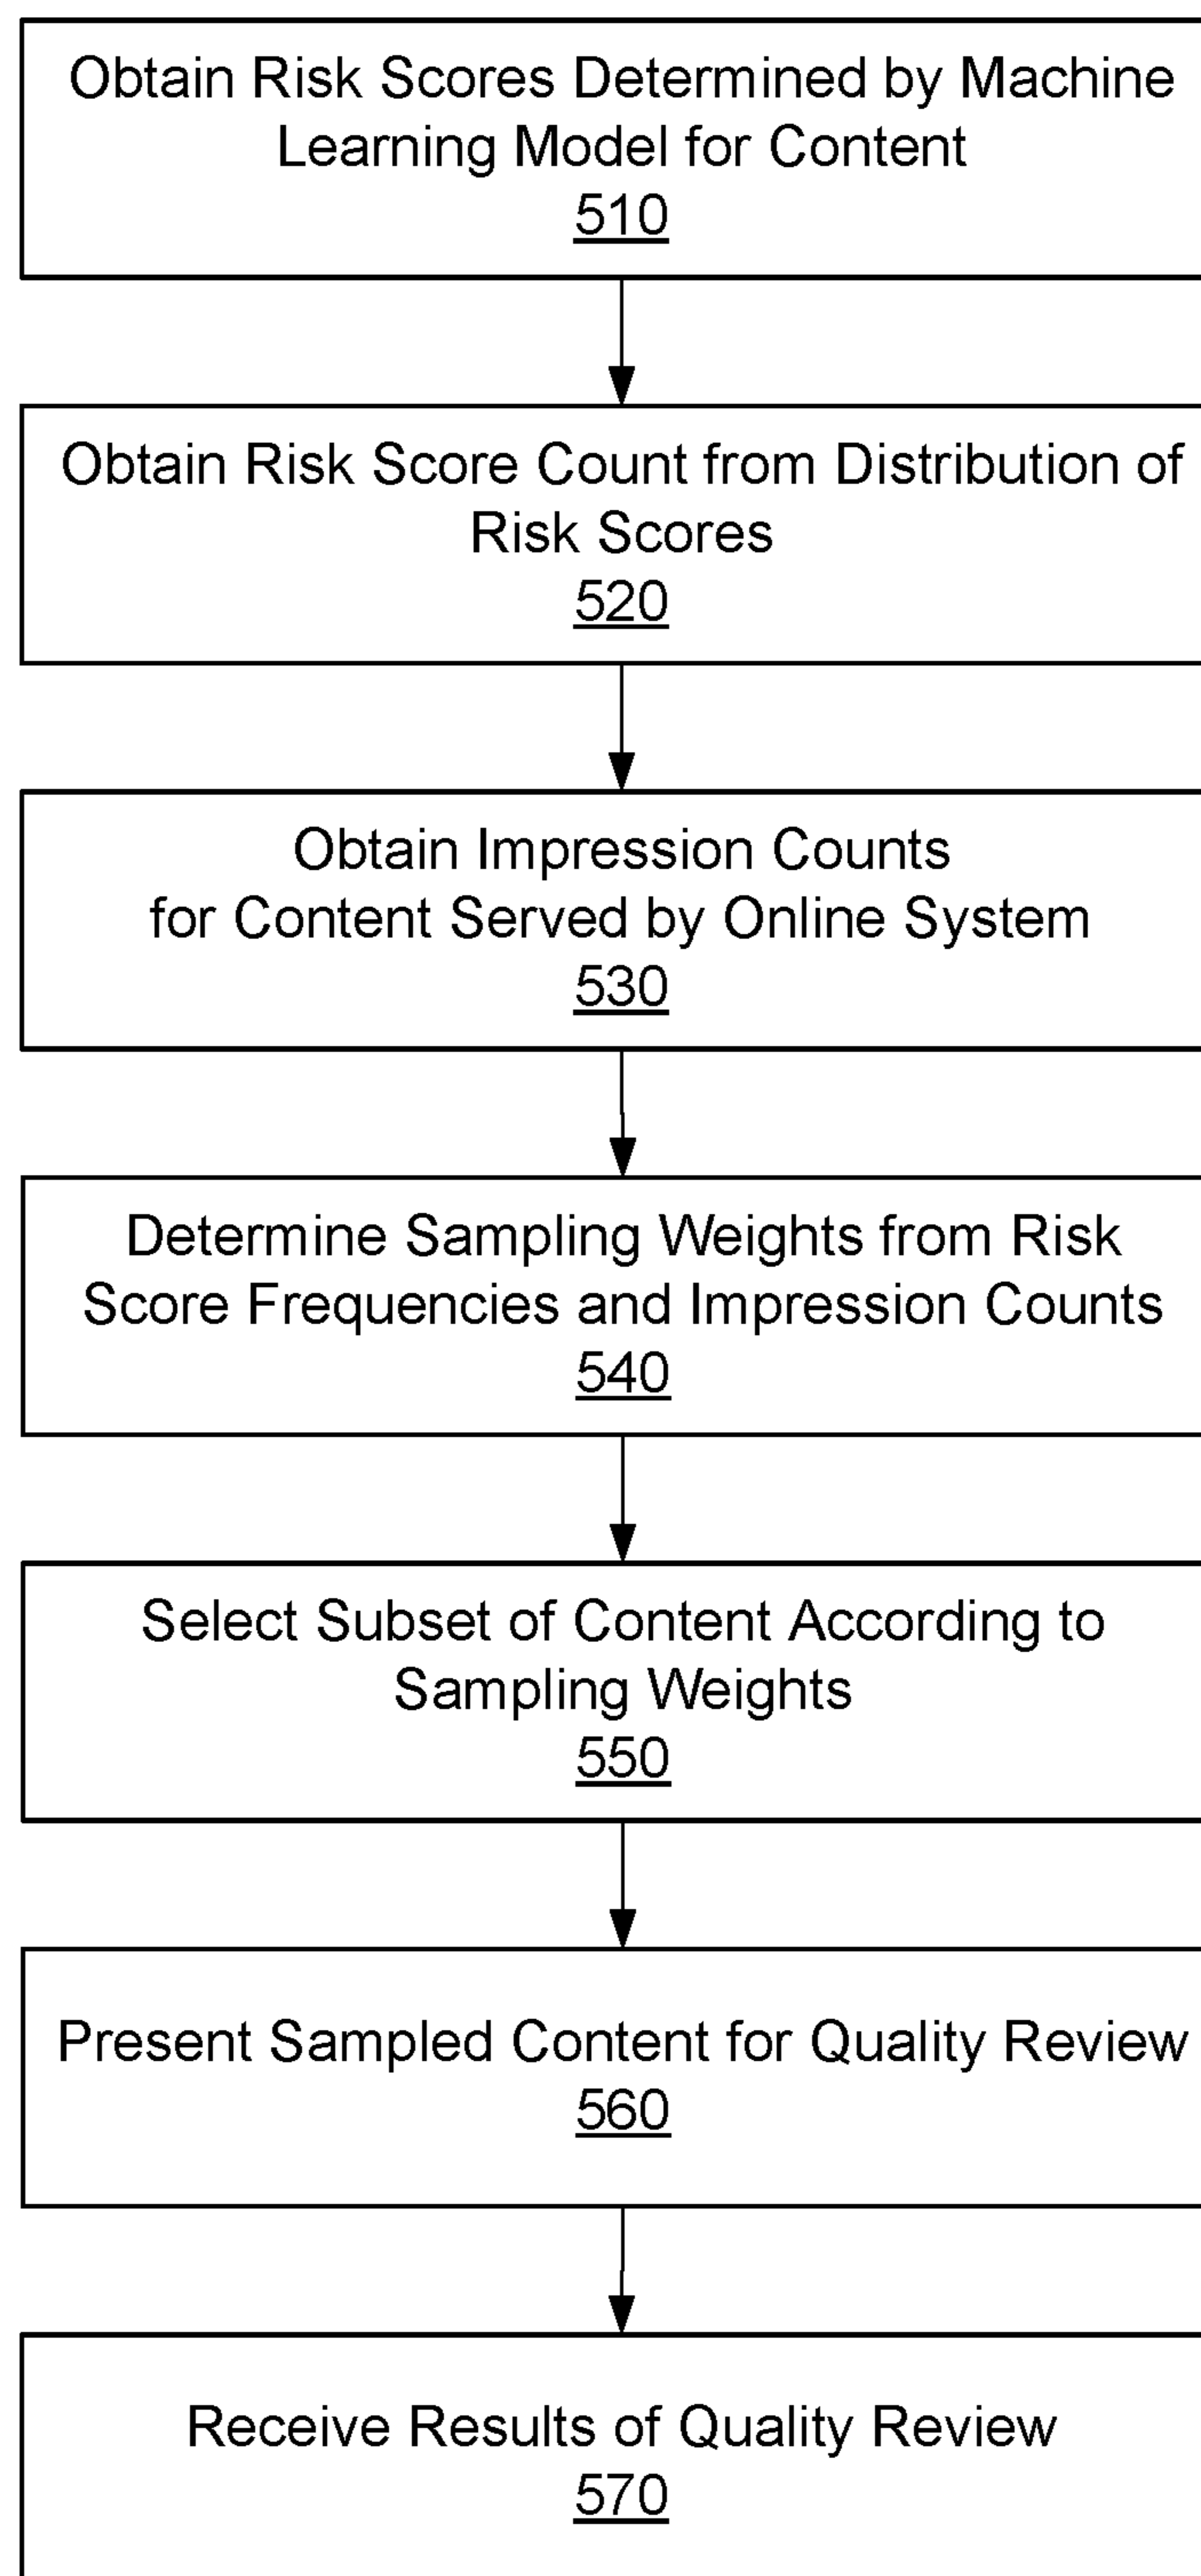 Obtain Risk Scores Determined by Machine
Learning Model for Content
510
Obtain Risk Score Count from Distribution of
Risk Scores
520
Obtain Impression Counts
for Content Served by Online System
530
Determine Sampling Weights from Risk
Score Frequencies and Impression Counts
540
Select Subset of Content According to
Sampling Weights
550
Present Sampled Content for Quality Review
560
Receive Results of Quality Review
570